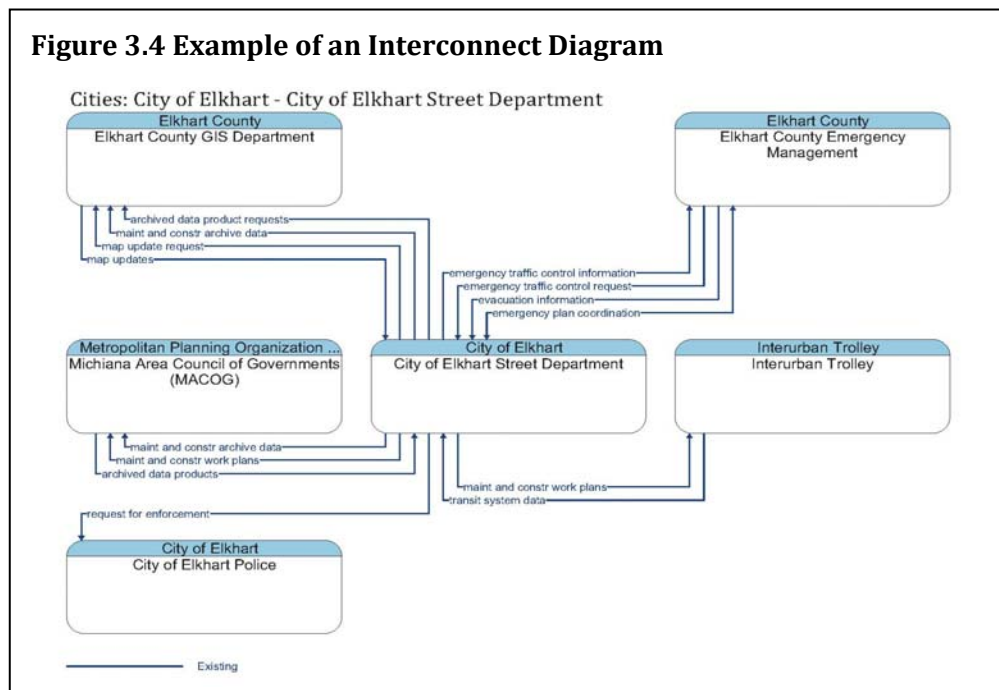 Figure 3.4 Example of an Interconnect Diagram
Cities: City of Elkhart - City of Elkhart Street Department
Elkhart County
Elkhart County GIS Department
Elkhart County
Elkhart County Emergency
Management
archived data product requests
maint and constr archive data
map update request
map updates
emergency traffic control information
emergency traffic control request
evacuation information
emergency plan coordination
Metropolitan Planning Organization ...
Michiana Area Council of Governments
(MACOG)
City of Elkhart
City of Elkhart Street Department
Interurban Trolley
Interurban Trolley
maint and constr archive data
maint and constr work plans
archived data products
maint and constr work plans
transit system data
request for enforcement
City of Elkhart
City of Elkhart Police
Existing